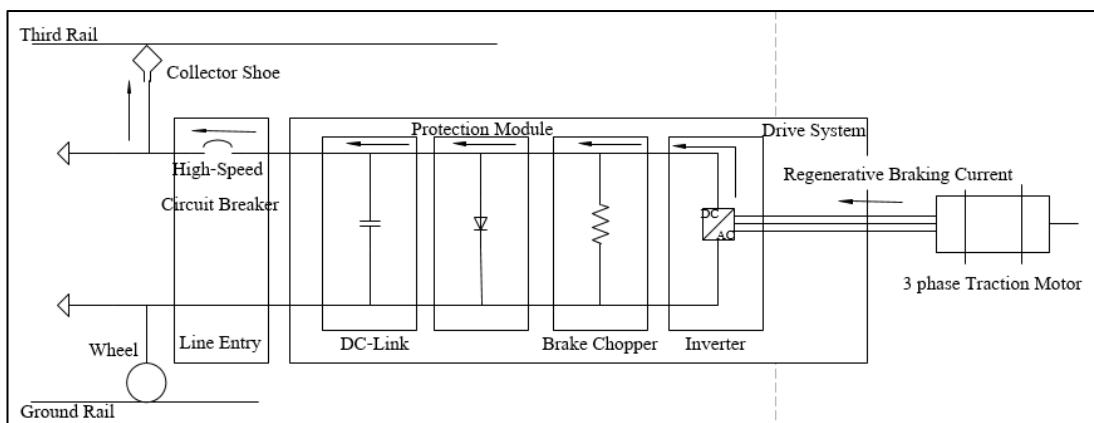 Third Rail
Collector Shoe
Protection Module
Drive System
High-Speed
Circuit Breaker
Regenerative Braking Current
DC
AC
3 phase Traction Motor
Line Entry
DC-Link
Brake Chopper
Inverter
Wheel
Ground Rail